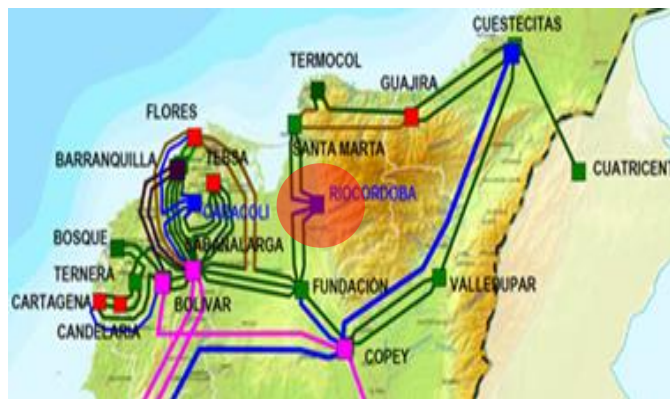 CUESTECITAS
TERMOCOL
GUAJIRA
FLORES
SANTA MARTA
BARRANQUILLA
TEBSA
CUATRICENT
RIOCORDOBA
CARACOLI
BOSQUE
SABANALARGA
TERNERA
FUNDACIÓN
VALLEDUPAR
CARTAGENA
BOLIVAR
CANDELARIA
COPEY